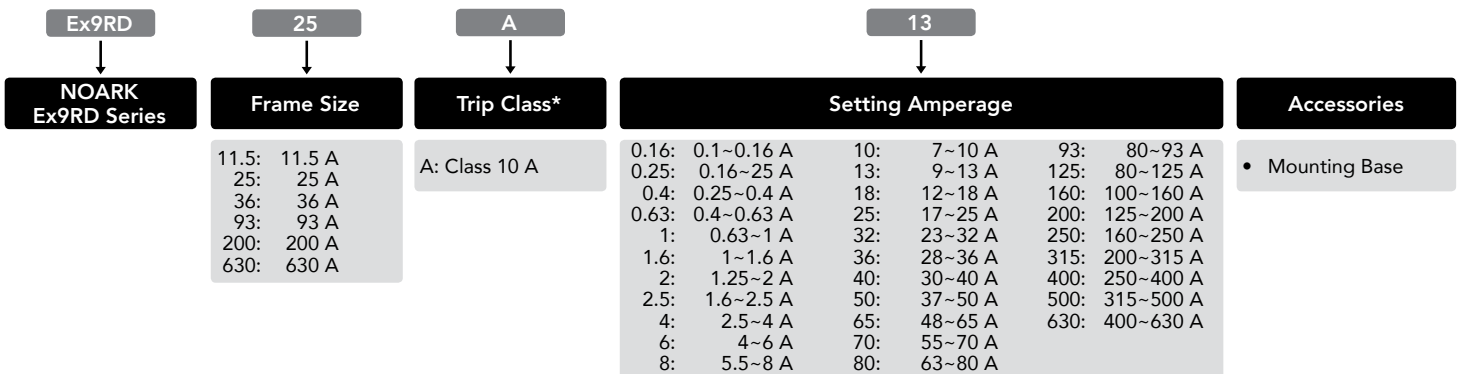 Ex9RD 25 A 13
NOARK
Ex9RD Series
Frame Size
Trip Class*
Setting Amperage
Accessories
11.5: 11.5 A
25: 25 A
36: 36 A
93: 93 A
200: 200 A
630: 630 A
A: Class 10 A
0.16: 0.1~0.16 A
0.25: 0.16~25 A
0.4: 0.25~0.4 A
0.63: 0.4~0.63 A
1: 0.63~1 A
1.6: 1~1.6 A
2: 1.25~2 A
2.5: 1.6~2.5 A
4: 2.5~4 A
6: 4~6 A
8: 5.5~8 A
10: 7~10 A
13: 9~13 A
18: 12~18 A
25: 17~25 A
32: 23~32 A
36: 28~36 A
40: 30~40 A
50: 37~50 A
65: 48~65 A
70: 55~70 A
80: 63~80 A
93: 80~93 A
125: 80~125 A
160: 100~160 A
200: 125~200 A
250: 160~250 A
315: 200~315 A
400: 250~400 A
500: 315~500 A
630: 400~630 A
• Mounting Base